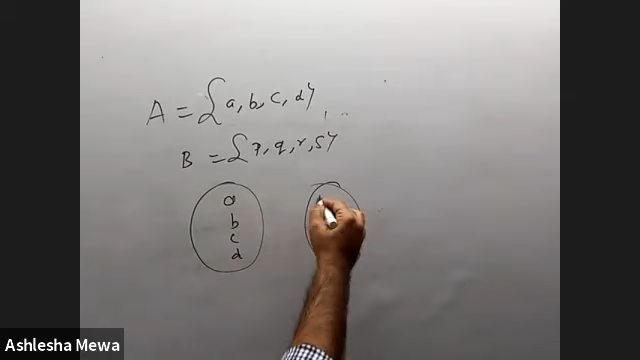 A = {a, b, c, d}, ..
B = {p, q, r, s}
a
b
c
d
Ashlesha Mewa